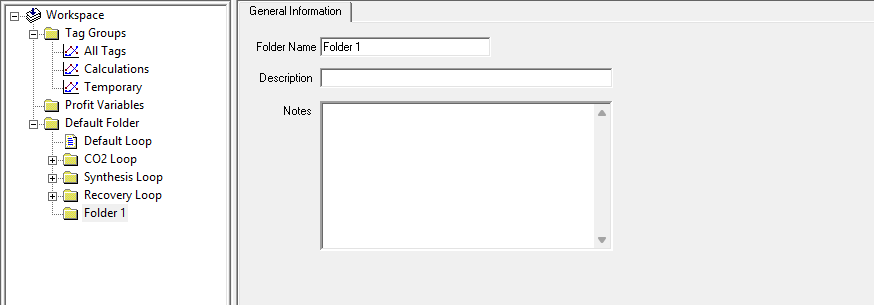 Workspace
Tag Groups
All Tags
Calculations
Temporary
Profit Variables
Default Folder
Default Loop
CO2 Loop
Synthesis Loop
Recovery Loop
Folder 1
General Information
Folder Name Folder 1
Description
Notes